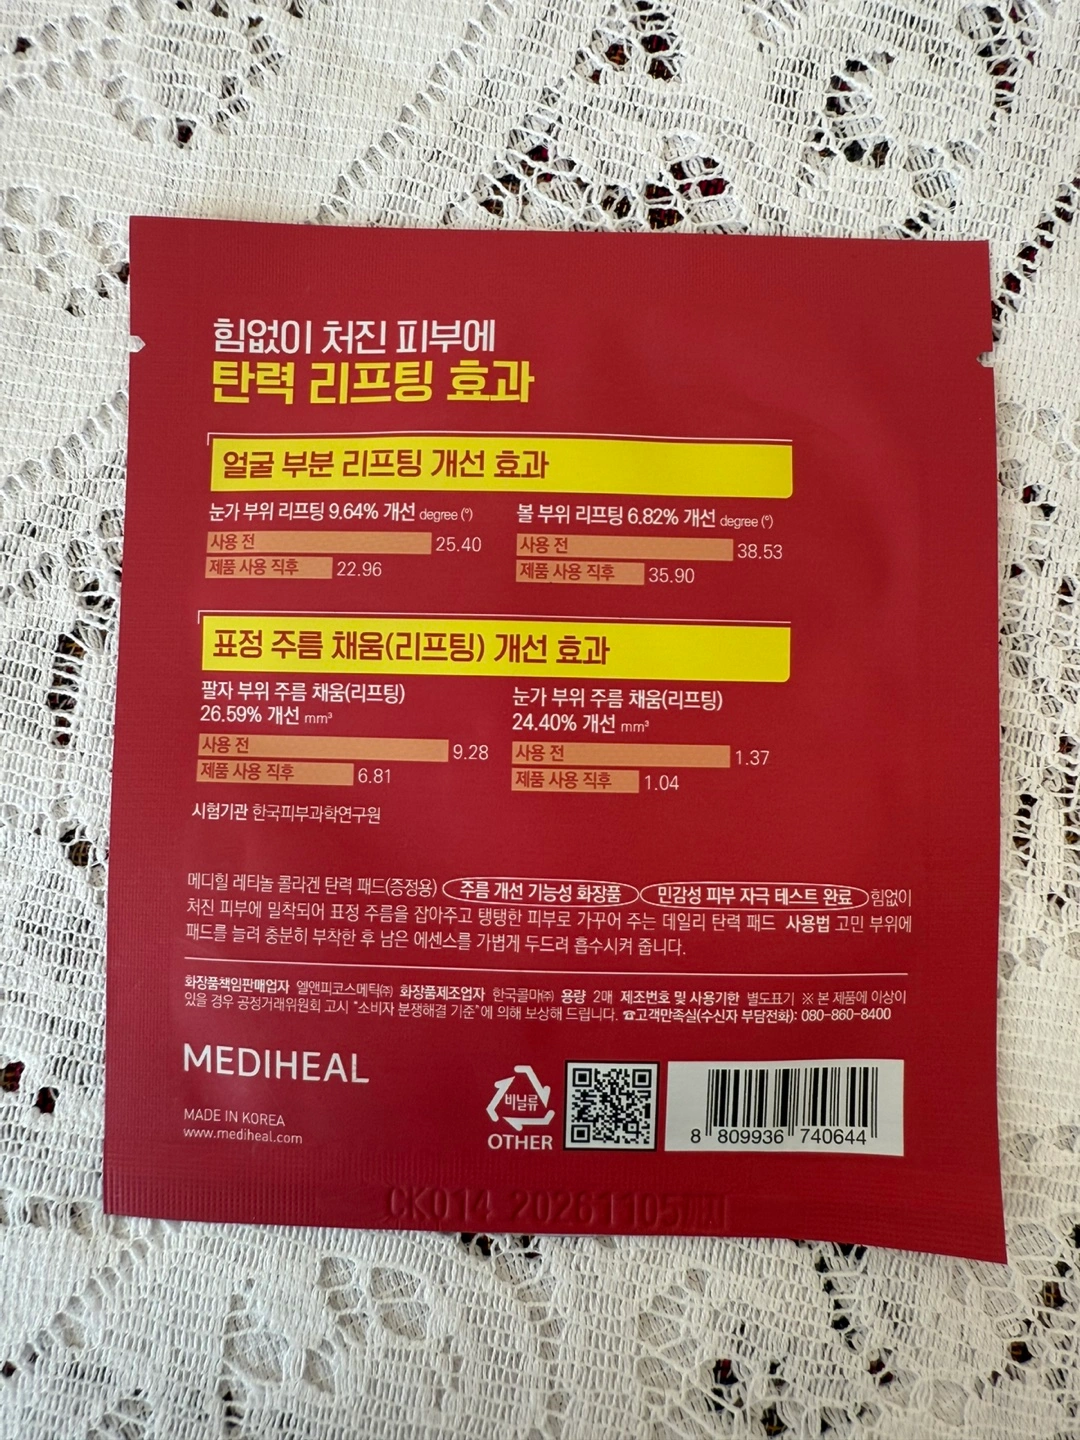 힘없이 처진 피부에
탄력 리프팅 효과
얼굴 부분 리프팅 개선 효과
눈가 부위 리프팅 9.64% 개선 degree (°)
사용 전 25.40
제품 사용 직후 22.96
볼 부위 리프팅 6.82% 개선 degree (°)
사용 전 38.53
제품 사용 직후 35.90
표정 주름 채움(리프팅) 개선 효과
팔자 부위 주름 채움(리프팅)
26.59% 개선 mm³
사용 전 9.28
제품 사용 직후 6.81
눈가 부위 주름 채움(리프팅)
24.40% 개선 mm³
사용 전 1.37
제품 사용 직후 1.04
시험기관 한국피부과학연구원
메디힐 레티놀 콜라겐 탄력 패드(증정용) 주름 개선 기능성 화장품 민감성 피부 자극 테스트 완료 힘없이
처진 피부에 밀착되어 표정 주름을 잡아주고 탱탱한 피부로 가꾸어 주는 데일리 탄력 패드 사용법 고민 부위에
패드를 늘려 충분히 부착한 후 남은 에센스를 가볍게 두드려 흡수시켜 줍니다.
화장품책임판매업자 엘앤피코스메틱㈜ 화장품제조업자 한국콜마㈜ 용량 2매 제조번호 및 사용기한 별도표기 ※ 본 제품에 이상이
있을 경우 공정거래위원회 고시 "소비자 분쟁해결 기준"에 의해 보상해 드립니다. ☎고객만족실(수신자 부담전화): 080-860-8400
MEDIHEAL
MADE IN KOREA
www.mediheal.com
비닐류
OTHER
8 809936 740644
CK014 20261105까지